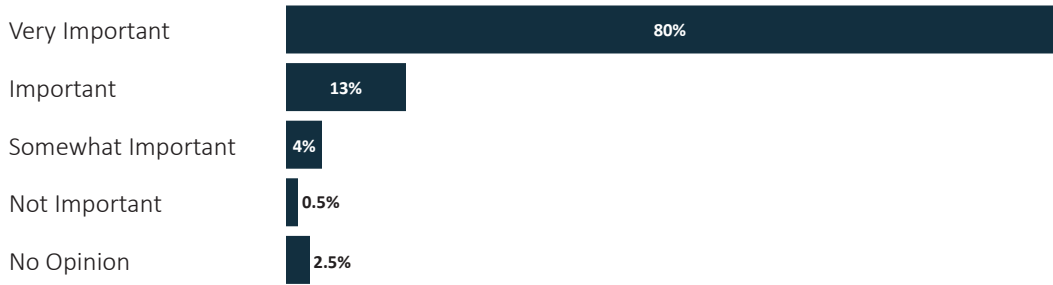 Very Important 80%
Important 13%
Somewhat Important 4%
Not Important 0.5%
No Opinion 2.5%